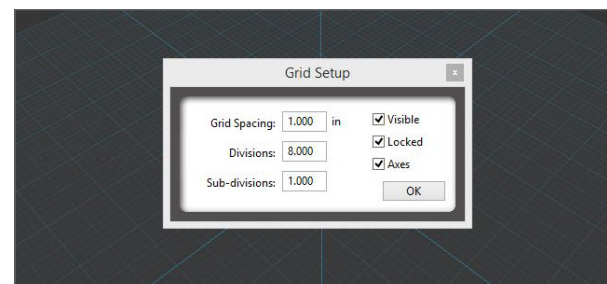 Grid Setup
x
Grid Spacing: 1.000 in
Visible
Divisions: 8.000
Locked
Sub-divisions: 1.000
Axes
OK